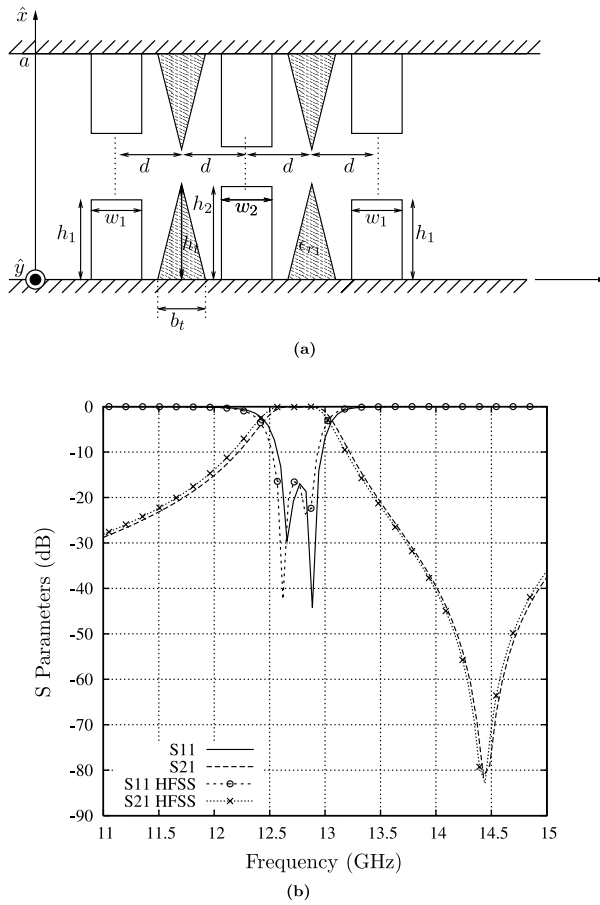 x̂
a
d d d d
w₁ h₂ w₂ w₁
h₁ hₜ ϵᵣ₁ h₁
ŷ
bₜ
(a)
0
-10
-20
-30
-40
-50
-60
-70
-80
-90
S Parameters (dB)
S11
S21
S11 HFSS
S21 HFSS
11 11.5 12 12.5 13 13.5 14 14.5 15
Frequency (GHz)
(b)